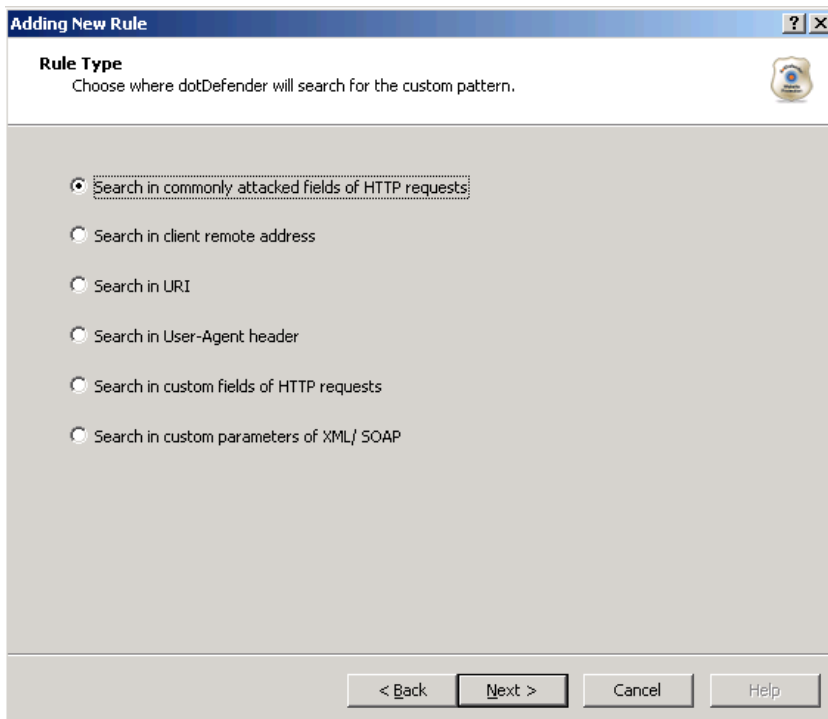 Adding New Rule
Rule Type
Choose where dotDefender will search for the custom pattern.
Search in commonly attacked fields of HTTP requests
Search in client remote address
Search in URI
Search in User-Agent header
Search in custom fields of HTTP requests
Search in custom parameters of XML/ SOAP
< Back Next > Cancel Help